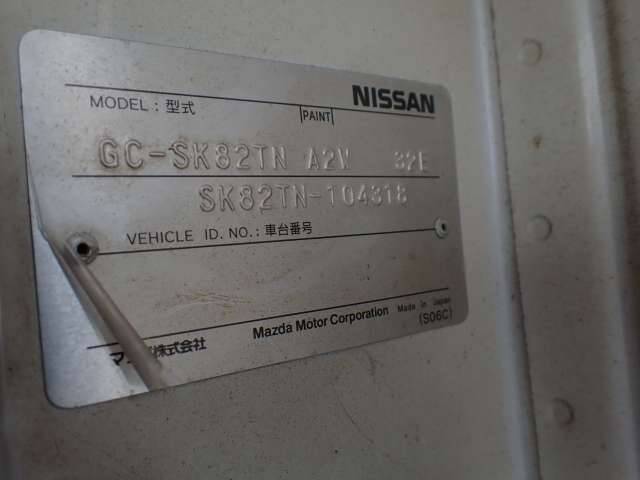 NISSAN
MODEL : 型式 PAINT
GC-SK82TN A2W 32E
SK82TN-104318
VEHICLE ID. NO. : 車台番号
Mazda Motor Corporation Made in Japan
株式会社 (S06C)